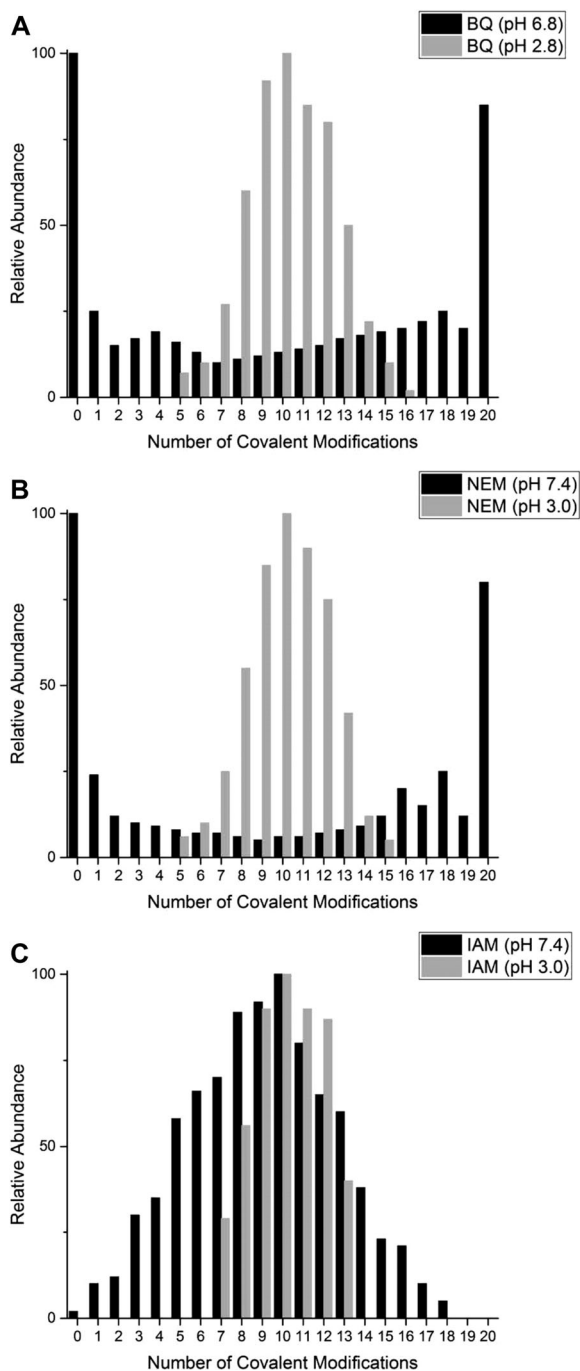 A
BQ (pH 6.8)
BQ (pH 2.8)
100
50
0
Relative Abundance
0 1 2 3 4 5 6 7 8 9 10 11 12 13 14 15 16 17 18 19 20
Number of Covalent Modifications
B
NEM (pH 7.4)
NEM (pH 3.0)
100
50
0
Relative Abundance
0 1 2 3 4 5 6 7 8 9 10 11 12 13 14 15 16 17 18 19 20
Number of Covalent Modifications
C
IAM (pH 7.4)
IAM (pH 3.0)
100
50
0
Relative Abundance
0 1 2 3 4 5 6 7 8 9 10 11 12 13 14 15 16 17 18 19 20
Number of Covalent Modifications